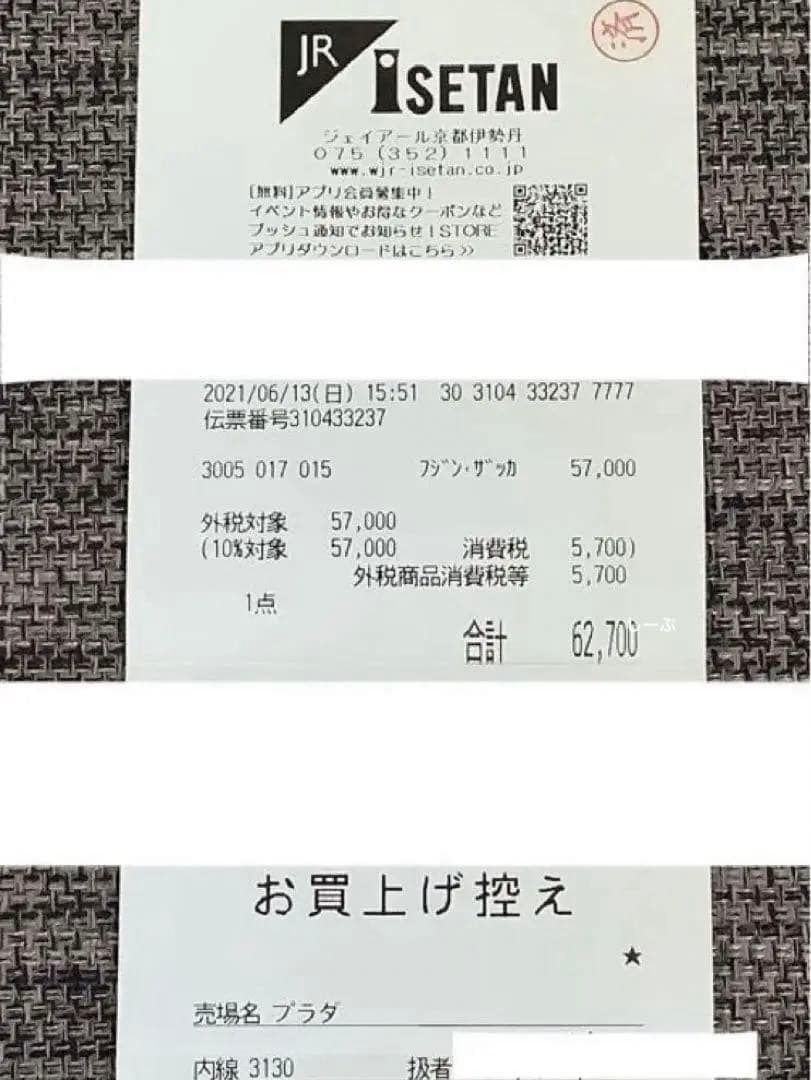 済
JR ISETAN
ジェイアール京都伊勢丹
075 (352) 1111
www.wjr-isetan.co.jp
[無料]アプリ会員募集中!
イベント情報やお得なクーポンなど
プッシュ通知でお知らせ!STORE
アプリダウンロードはこちら>>
2021/06/13(日) 15:51 30 3104 33237 7777
伝票番号310433237
3005 017 015 フジン・ザッカ 57,000
外税対象 57,000
(10%対象 57,000 消費税 5,700)
外税商品消費税等 5,700
1点
合計 62,700
お買上げ控え
★
売場名 プラダ
内線 3130 扱者